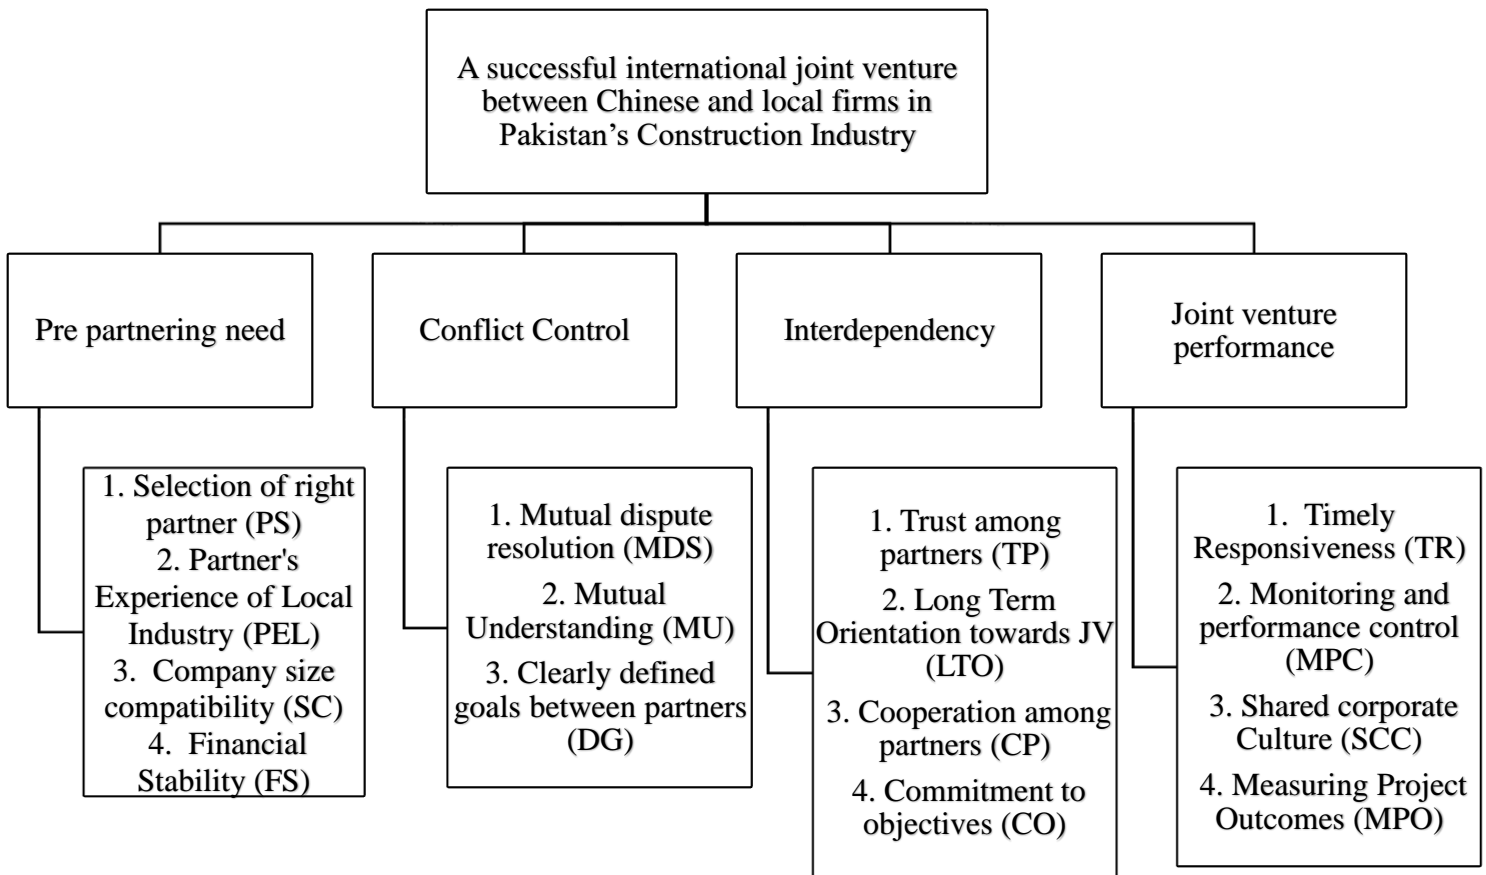 A successful international joint venture
between Chinese and local firms in
Pakistan’s Construction Industry
Pre partnering need
Conflict Control
Interdependency
Joint venture
performance
1. Selection of right
partner (PS)
2. Partner's
Experience of Local
Industry (PEL)
3. Company size
compatibility (SC)
4. Financial
Stability (FS)
1. Mutual dispute
resolution (MDS)
2. Mutual
Understanding (MU)
3. Clearly defined
goals between partners
(DG)
1. Trust among
partners (TP)
2. Long Term
Orientation towards JV
(LTO)
3. Cooperation among
partners (CP)
4. Commitment to
objectives (CO)
1. Timely
Responsiveness (TR)
2. Monitoring and
performance control
(MPC)
3. Shared corporate
Culture (SCC)
4. Measuring Project
Outcomes (MPO)